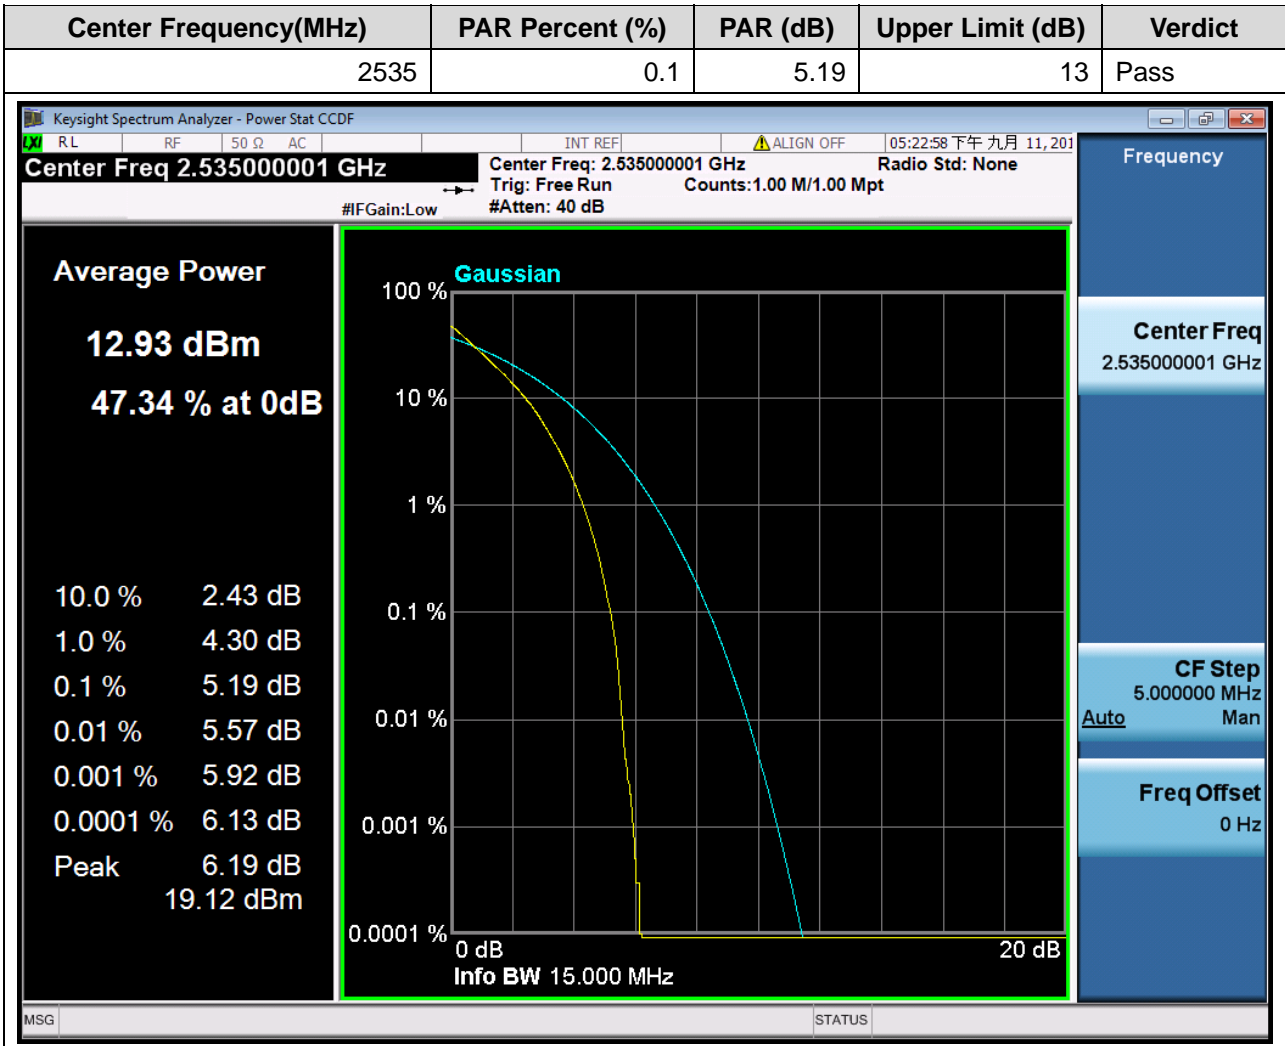 Center Frequency(MHz) PAR Percent (%) PAR (dB) Upper Limit (dB) Verdict
2535 0.1 5.19 13 Pass
Keysight Spectrum Analyzer - Power Stat CCDF
LXI RL RF 50 Ω AC INT REF ALIGN OFF 05:22:58 下午 九月 11, 201
Center Freq 2.535000001 GHz
#IFGain:Low
Center Freq: 2.535000001 GHz Radio Std: None
Trig: Free Run Counts:1.00 M/1.00 Mpt
#Atten: 40 dB
Average Power
12.93 dBm
47.34 % at 0dB
10.0 % 2.43 dB
1.0 % 4.30 dB
0.1 % 5.19 dB
0.01 % 5.57 dB
0.001 % 5.92 dB
0.0001 % 6.13 dB
Peak 6.19 dB
19.12 dBm
Gaussian
100 %
10 %
1 %
0.1 %
0.01 %
0.001 %
0.0001 %
0 dB 20 dB
Info BW 15.000 MHz
Frequency
Center Freq
2.535000001 GHz
CF Step
5.000000 MHz
Auto Man
Freq Offset
0 Hz
MSG STATUS